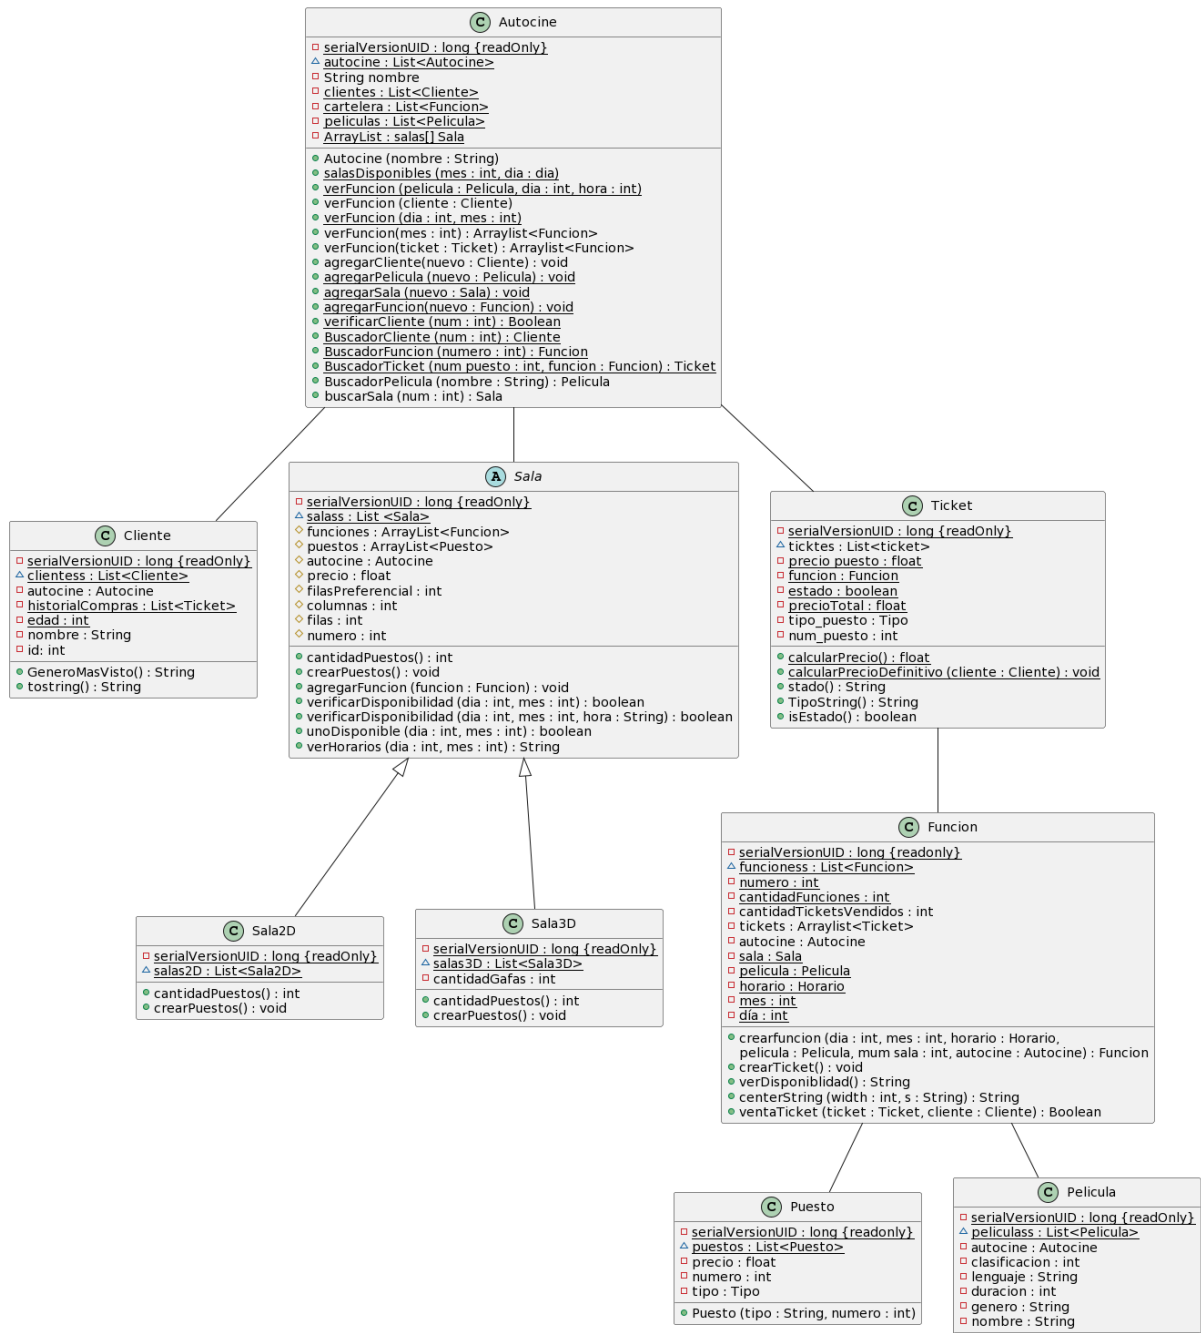 C Autocine
serialVersionUID : long {readOnly}
autocine : List<Autocine>
String nombre
clientes : List<Cliente>
cartelera : List<Funcion>
peliculas : List<Pelicula>
ArrayList : salas[] Sala
Autocine (nombre : String)
salasDisponibles (mes : int, dia : dia)
verFuncion (pelicula : Pelicula, dia : int, hora : int)
verFuncion (cliente : Cliente)
verFuncion (dia : int, mes : int)
verFuncion(mes : int) : Arraylist<Funcion>
verFuncion(ticket : Ticket) : Arraylist<Funcion>
agregarCliente(nuevo : Cliente) : void
agregarPelicula (nuevo : Pelicula) : void
agregarSala (nuevo : Sala) : void
agregarFuncion(nuevo : Funcion) : void
verificarCliente (num : int) : Boolean
BuscadorCliente (num : int) : Cliente
BuscadorFuncion (numero : int) : Funcion
BuscadorTicket (num puesto : int, funcion : Funcion) : Ticket
BuscadorPelicula (nombre : String) : Pelicula
buscarSala (num : int) : Sala
C Cliente
serialVersionUID : long {readOnly}
clientess : List<Cliente>
autocine : Autocine
historialCompras : List<Ticket>
edad : int
nombre : String
id: int
GeneroMasVisto() : String
tostring() : String
A Sala
serialVersionUID : long {readOnly}
salass : List <Sala>
funciones : ArrayList<Funcion>
puestos : ArrayList<Puesto>
autocine : Autocine
precio : float
filasPreferencial : int
columnas : int
filas : int
numero : int
cantidadPuestos() : int
crearPuestos() : void
agregarFuncion (funcion : Funcion) : void
verificarDisponibilidad (dia : int, mes : int) : boolean
verificarDisponibilidad (dia : int, mes : int, hora : String) : boolean
unoDisponible (dia : int, mes : int) : boolean
verHorarios (dia : int, mes : int) : String
C Ticket
serialVersionUID : long {readOnly}
ticktes : List<ticket>
precio puesto : float
funcion : Funcion
estado : boolean
precioTotal : float
tipo_puesto : Tipo
num_puesto : int
calcularPrecio() : float
calcularPrecioDefinitivo (cliente : Cliente) : void
stado() : String
TipoString() : String
isEstado() : boolean
C Sala2D
serialVersionUID : long {readOnly}
salas2D : List<Sala2D>
cantidadPuestos() : int
crearPuestos() : void
C Sala3D
serialVersionUID : long {readOnly}
salas3D : List<Sala3D>
cantidadGafas : int
cantidadPuestos() : int
crearPuestos() : void
C Funcion
serialVersionUID : long {readonly}
funcioness : List<Funcion>
numero : int
cantidadFunciones : int
cantidadTicketsVendidos : int
tickets : Arraylist<Ticket>
autocine : Autocine
sala : Sala
pelicula : Pelicula
horario : Horario
mes : int
día : int
crearfuncion (dia : int, mes : int, horario : Horario,
pelicula : Pelicula, mum sala : int, autocine : Autocine) : Funcion
crearTicket() : void
verDisponiblidad() : String
centerString (width : int, s : String) : String
ventaTicket (ticket : Ticket, cliente : Cliente) : Boolean
C Puesto
serialVersionUID : long {readonly}
puestos : List<Puesto>
precio : float
numero : int
tipo : Tipo
Puesto (tipo : String, numero : int)
C Pelicula
serialVersionUID : long {readOnly}
peliculass : List<Pelicula>
autocine : Autocine
clasificacion : int
lenguaje : String
duracion : int
genero : String
nombre : String